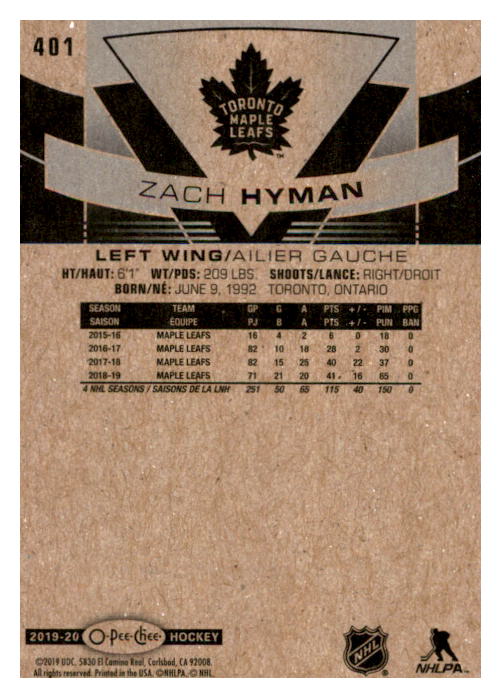 401
TORONTO
MAPLE
LEAFS
TM
ZACH HYMAN
LEFT WING/AILIER GAUCHE
HT/HAUT: 6'1" WT/PDS: 209 LBS. SHOOTS/LANCE: RIGHT/DROIT
BORN/NÉ: JUNE 9, 1992 TORONTO, ONTARIO
SEASON TEAM GP G A PTS +/- PIM PPG
SAISON ÉQUIPE PJ B A PTS +/- PUN BAN
2015-16 MAPLE LEAFS 16 4 2 6 0 18 0
2016-17 MAPLE LEAFS 82 10 18 28 2 30 0
2017-18 MAPLE LEAFS 82 15 25 40 22 37 0
2018-19 MAPLE LEAFS 71 21 20 41 16 65 0
4 NHL SEASONS / SAISONS DE LA LNH 251 50 65 115 40 150 0
2019-20 O-Pee-Chee HOCKEY
©2019 UDC. 5830 El Camino Real, Carlsbad, CA 92008.
All rights reserved. Printed in the USA. ©NHLPA. © NHL.
NHL
NHLPA